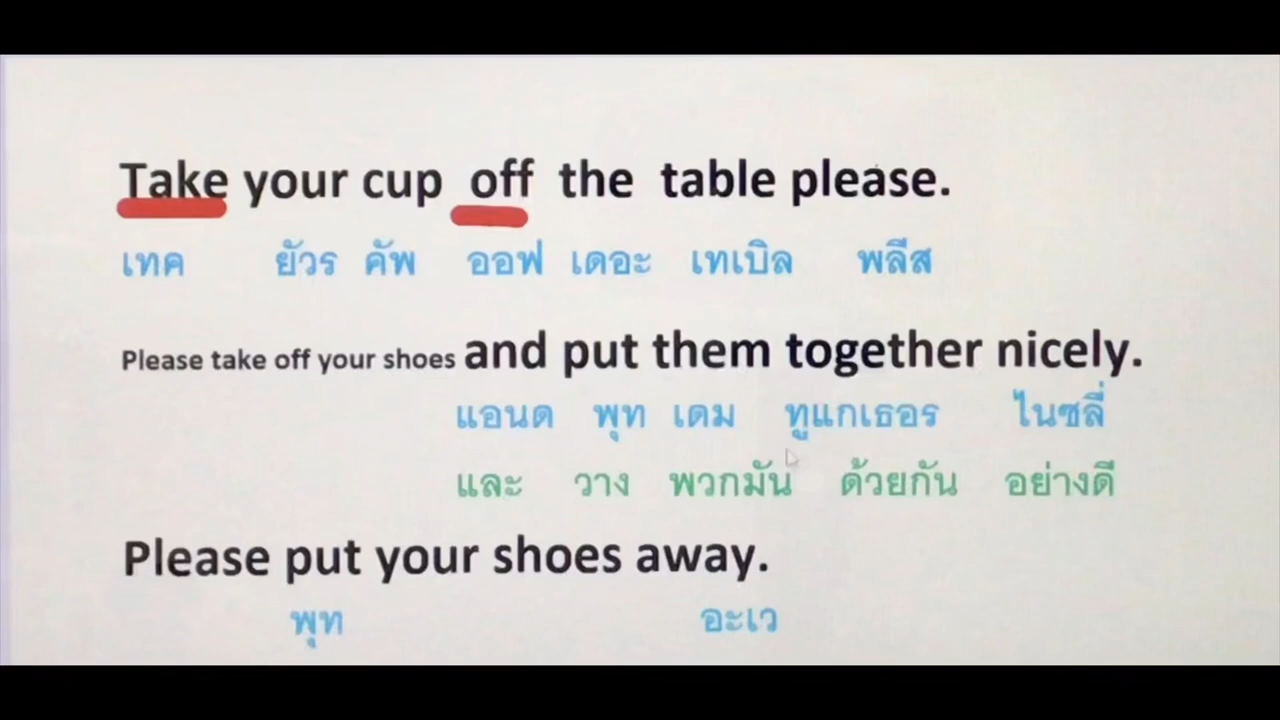 Take your cup off the table please.
เทค ยัวร คัพ ออฟ เดอะ เทเบิล พลีส
Please take off your shoes and put them together nicely.
แอนด พุท เดม ทูแกเธอร ไนซลี่
และ วาง พวกมัน ด้วยกัน อย่างดี
Please put your shoes away.
พุท อะเว